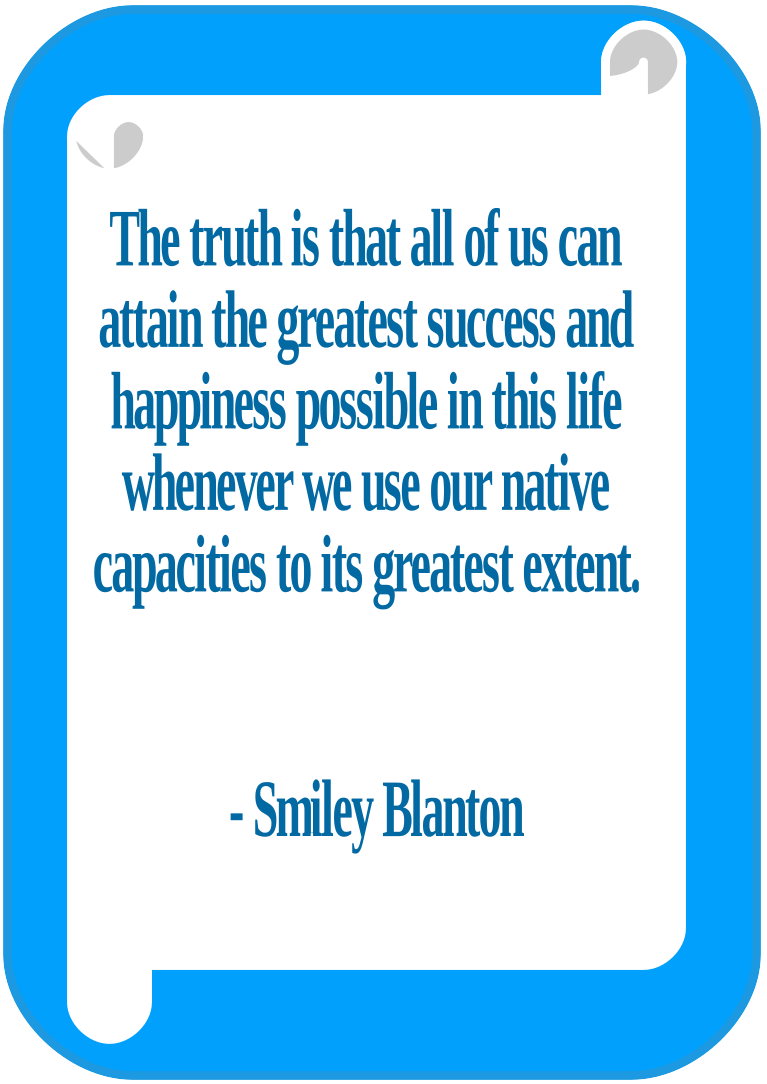 The truth is that all of us can
attain the greatest success and
happiness possible in this life
whenever we use our native
capacities to its greatest extent.
- Smiley Blanton